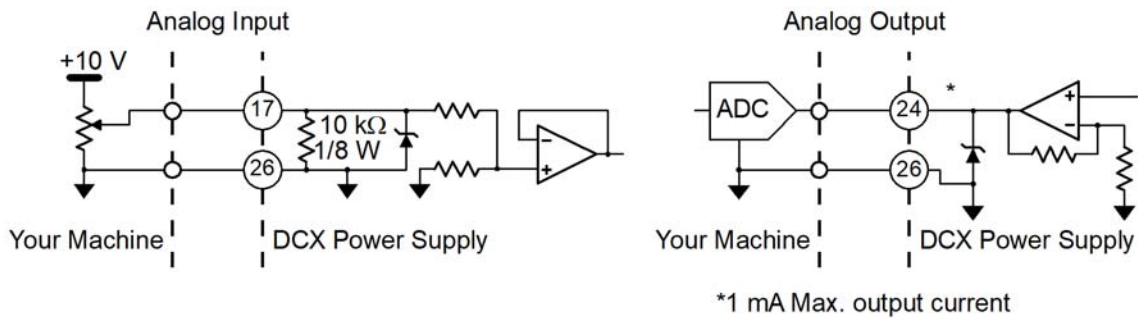 Analog Input
+10 V
17
10 kΩ
1/8 W
26
−
+
Your Machine
DCX Power Supply
Analog Output
ADC
24
*
+
−
26
Your Machine
DCX Power Supply
*1 mA Max. output current